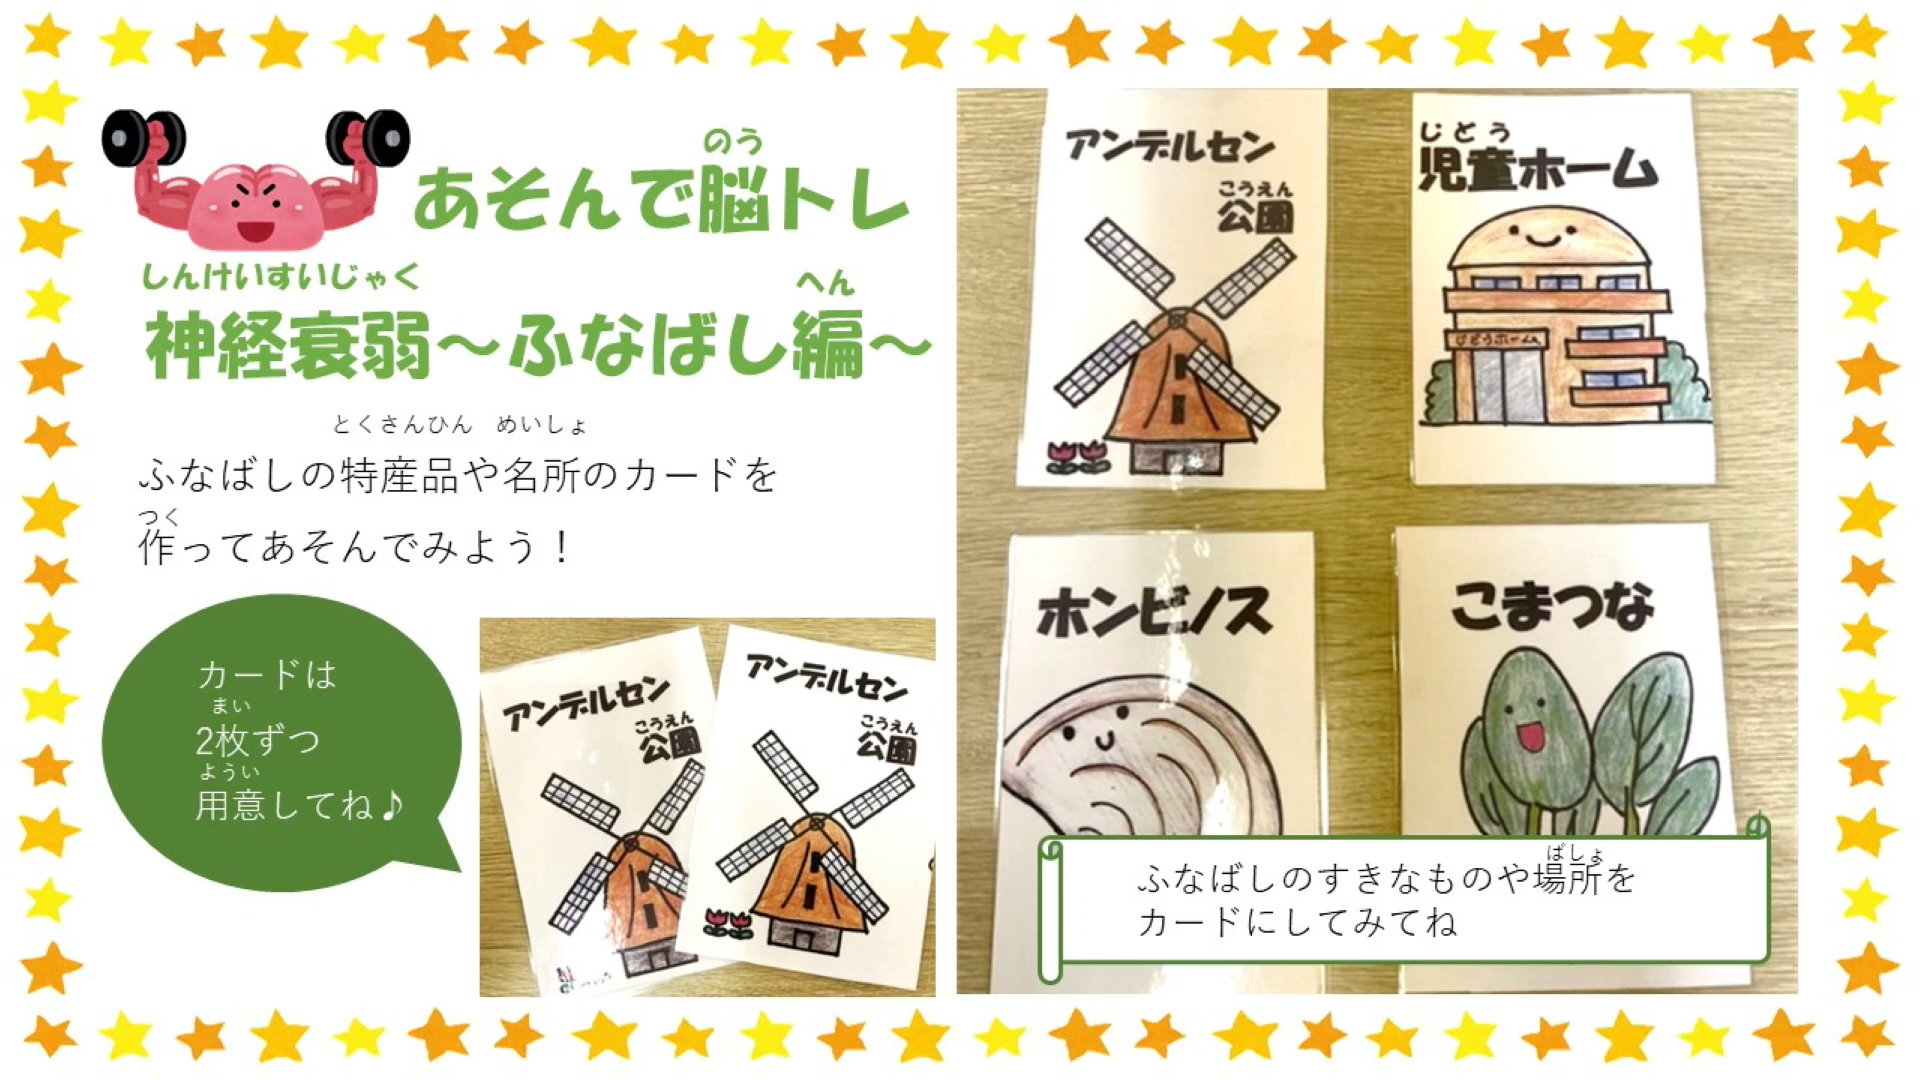 のう
あそんで脳トレ
しんけいすいじゃく へん
神経衰弱～ふなばし編～
とくさんひん めいしょ
ふなばしの特産品や名所のカードを
つく
作ってあそんでみよう！
カードは
まい
2枚ずつ
ようい
用意してね♪
アンデルセン
こうえん
公園
アンデルセン
こうえん
公園
アンデルセン
こうえん
公園
じどう
児童ホーム
じどうホーム
ホンビノス
こまつな
ばしょ
ふなばしのすきなものや場所を
カードにしてみてね